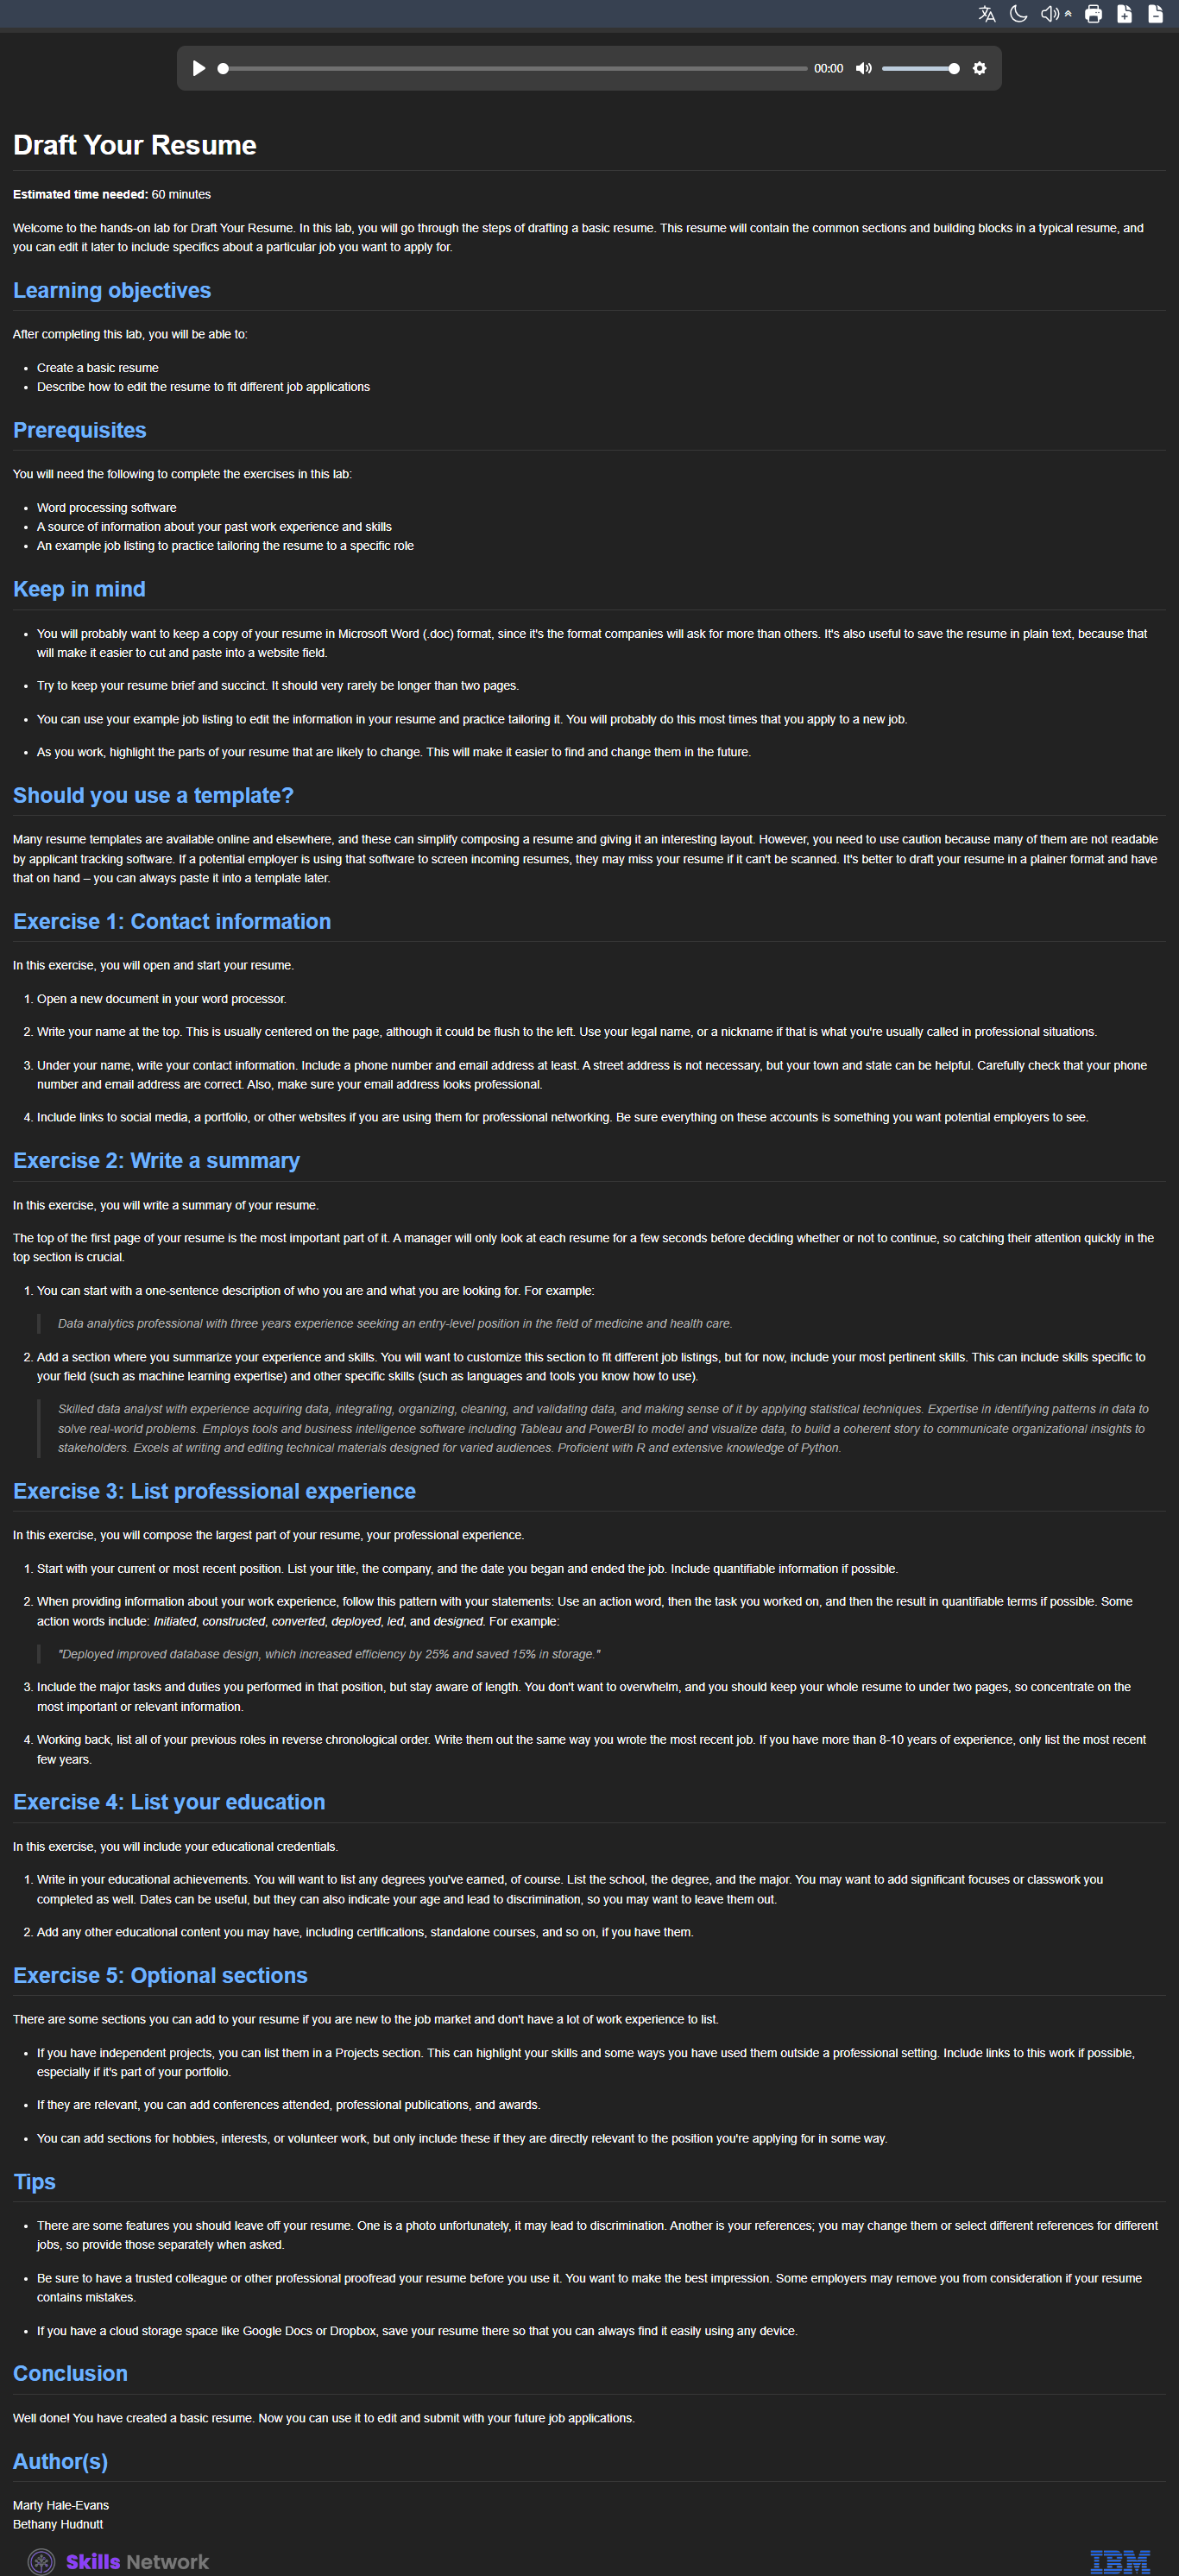 00:00
Draft Your Resume
Estimated time needed: 60 minutes
Welcome to the hands-on lab for Draft Your Resume. In this lab, you will go through the steps of drafting a basic resume. This resume will contain the common sections and building blocks in a typical resume, and
you can edit it later to include specifics about a particular job you want to apply for.
Learning objectives
After completing this lab, you will be able to:
• Create a basic resume
• Describe how to edit the resume to fit different job applications
Prerequisites
You will need the following to complete the exercises in this lab:
• Word processing software
• A source of information about your past work experience and skills
• An example job listing to practice tailoring the resume to a specific role
Keep in mind
• You will probably want to keep a copy of your resume in Microsoft Word (.doc) format, since it's the format companies will ask for more than others. It's also useful to save the resume in plain text, because that
will make it easier to cut and paste into a website field.
• Try to keep your resume brief and succinct. It should very rarely be longer than two pages.
• You can use your example job listing to edit the information in your resume and practice tailoring it. You will probably do this most times that you apply to a new job.
• As you work, highlight the parts of your resume that are likely to change. This will make it easier to find and change them in the future.
Should you use a template?
Many resume templates are available online and elsewhere, and these can simplify composing a resume and giving it an interesting layout. However, you need to use caution because many of them are not readable
by applicant tracking software. If a potential employer is using that software to screen incoming resumes, they may miss your resume if it can't be scanned. It's better to draft your resume in a plainer format and have
that on hand – you can always paste it into a template later.
Exercise 1: Contact information
In this exercise, you will open and start your resume.
1. Open a new document in your word processor.
2. Write your name at the top. This is usually centered on the page, although it could be flush to the left. Use your legal name, or a nickname if that is what you're usually called in professional situations.
3. Under your name, write your contact information. Include a phone number and email address at least. A street address is not necessary, but your town and state can be helpful. Carefully check that your phone
number and email address are correct. Also, make sure your email address looks professional.
4. Include links to social media, a portfolio, or other websites if you are using them for professional networking. Be sure everything on these accounts is something you want potential employers to see.
Exercise 2: Write a summary
In this exercise, you will write a summary of your resume.
The top of the first page of your resume is the most important part of it. A manager will only look at each resume for a few seconds before deciding whether or not to continue, so catching their attention quickly in the
top section is crucial.
1. You can start with a one-sentence description of who you are and what you are looking for. For example:
Data analytics professional with three years experience seeking an entry-level position in the field of medicine and health care.
2. Add a section where you summarize your experience and skills. You will want to customize this section to fit different job listings, but for now, include your most pertinent skills. This can include skills specific to
your field (such as machine learning expertise) and other specific skills (such as languages and tools you know how to use).
Skilled data analyst with experience acquiring data, integrating, organizing, cleaning, and validating data, and making sense of it by applying statistical techniques. Expertise in identifying patterns in data to
solve real-world problems. Employs tools and business intelligence software including Tableau and PowerBI to model and visualize data, to build a coherent story to communicate organizational insights to
stakeholders. Excels at writing and editing technical materials designed for varied audiences. Proficient with R and extensive knowledge of Python.
Exercise 3: List professional experience
In this exercise, you will compose the largest part of your resume, your professional experience.
1. Start with your current or most recent position. List your title, the company, and the date you began and ended the job. Include quantifiable information if possible.
2. When providing information about your work experience, follow this pattern with your statements: Use an action word, then the task you worked on, and then the result in quantifiable terms if possible. Some
action words include: Initiated, constructed, converted, deployed, led, and designed. For example:
"Deployed improved database design, which increased efficiency by 25% and saved 15% in storage."
3. Include the major tasks and duties you performed in that position, but stay aware of length. You don't want to overwhelm, and you should keep your whole resume to under two pages, so concentrate on the
most important or relevant information.
4. Working back, list all of your previous roles in reverse chronological order. Write them out the same way you wrote the most recent job. If you have more than 8-10 years of experience, only list the most recent
few years.
Exercise 4: List your education
In this exercise, you will include your educational credentials.
1. Write in your educational achievements. You will want to list any degrees you've earned, of course. List the school, the degree, and the major. You may want to add significant focuses or classwork you
completed as well. Dates can be useful, but they can also indicate your age and lead to discrimination, so you may want to leave them out.
2. Add any other educational content you may have, including certifications, standalone courses, and so on, if you have them.
Exercise 5: Optional sections
There are some sections you can add to your resume if you are new to the job market and don't have a lot of work experience to list.
• If you have independent projects, you can list them in a Projects section. This can highlight your skills and some ways you have used them outside a professional setting. Include links to this work if possible,
especially if it's part of your portfolio.
• If they are relevant, you can add conferences attended, professional publications, and awards.
• You can add sections for hobbies, interests, or volunteer work, but only include these if they are directly relevant to the position you're applying for in some way.
Tips
• There are some features you should leave off your resume. One is a photo unfortunately, it may lead to discrimination. Another is your references; you may change them or select different references for different
jobs, so provide those separately when asked.
• Be sure to have a trusted colleague or other professional proofread your resume before you use it. You want to make the best impression. Some employers may remove you from consideration if your resume
contains mistakes.
• If you have a cloud storage space like Google Docs or Dropbox, save your resume there so that you can always find it easily using any device.
Conclusion
Well done! You have created a basic resume. Now you can use it to edit and submit with your future job applications.
Author(s)
Marty Hale-Evans
Bethany Hudnutt
Skills Network
IBM